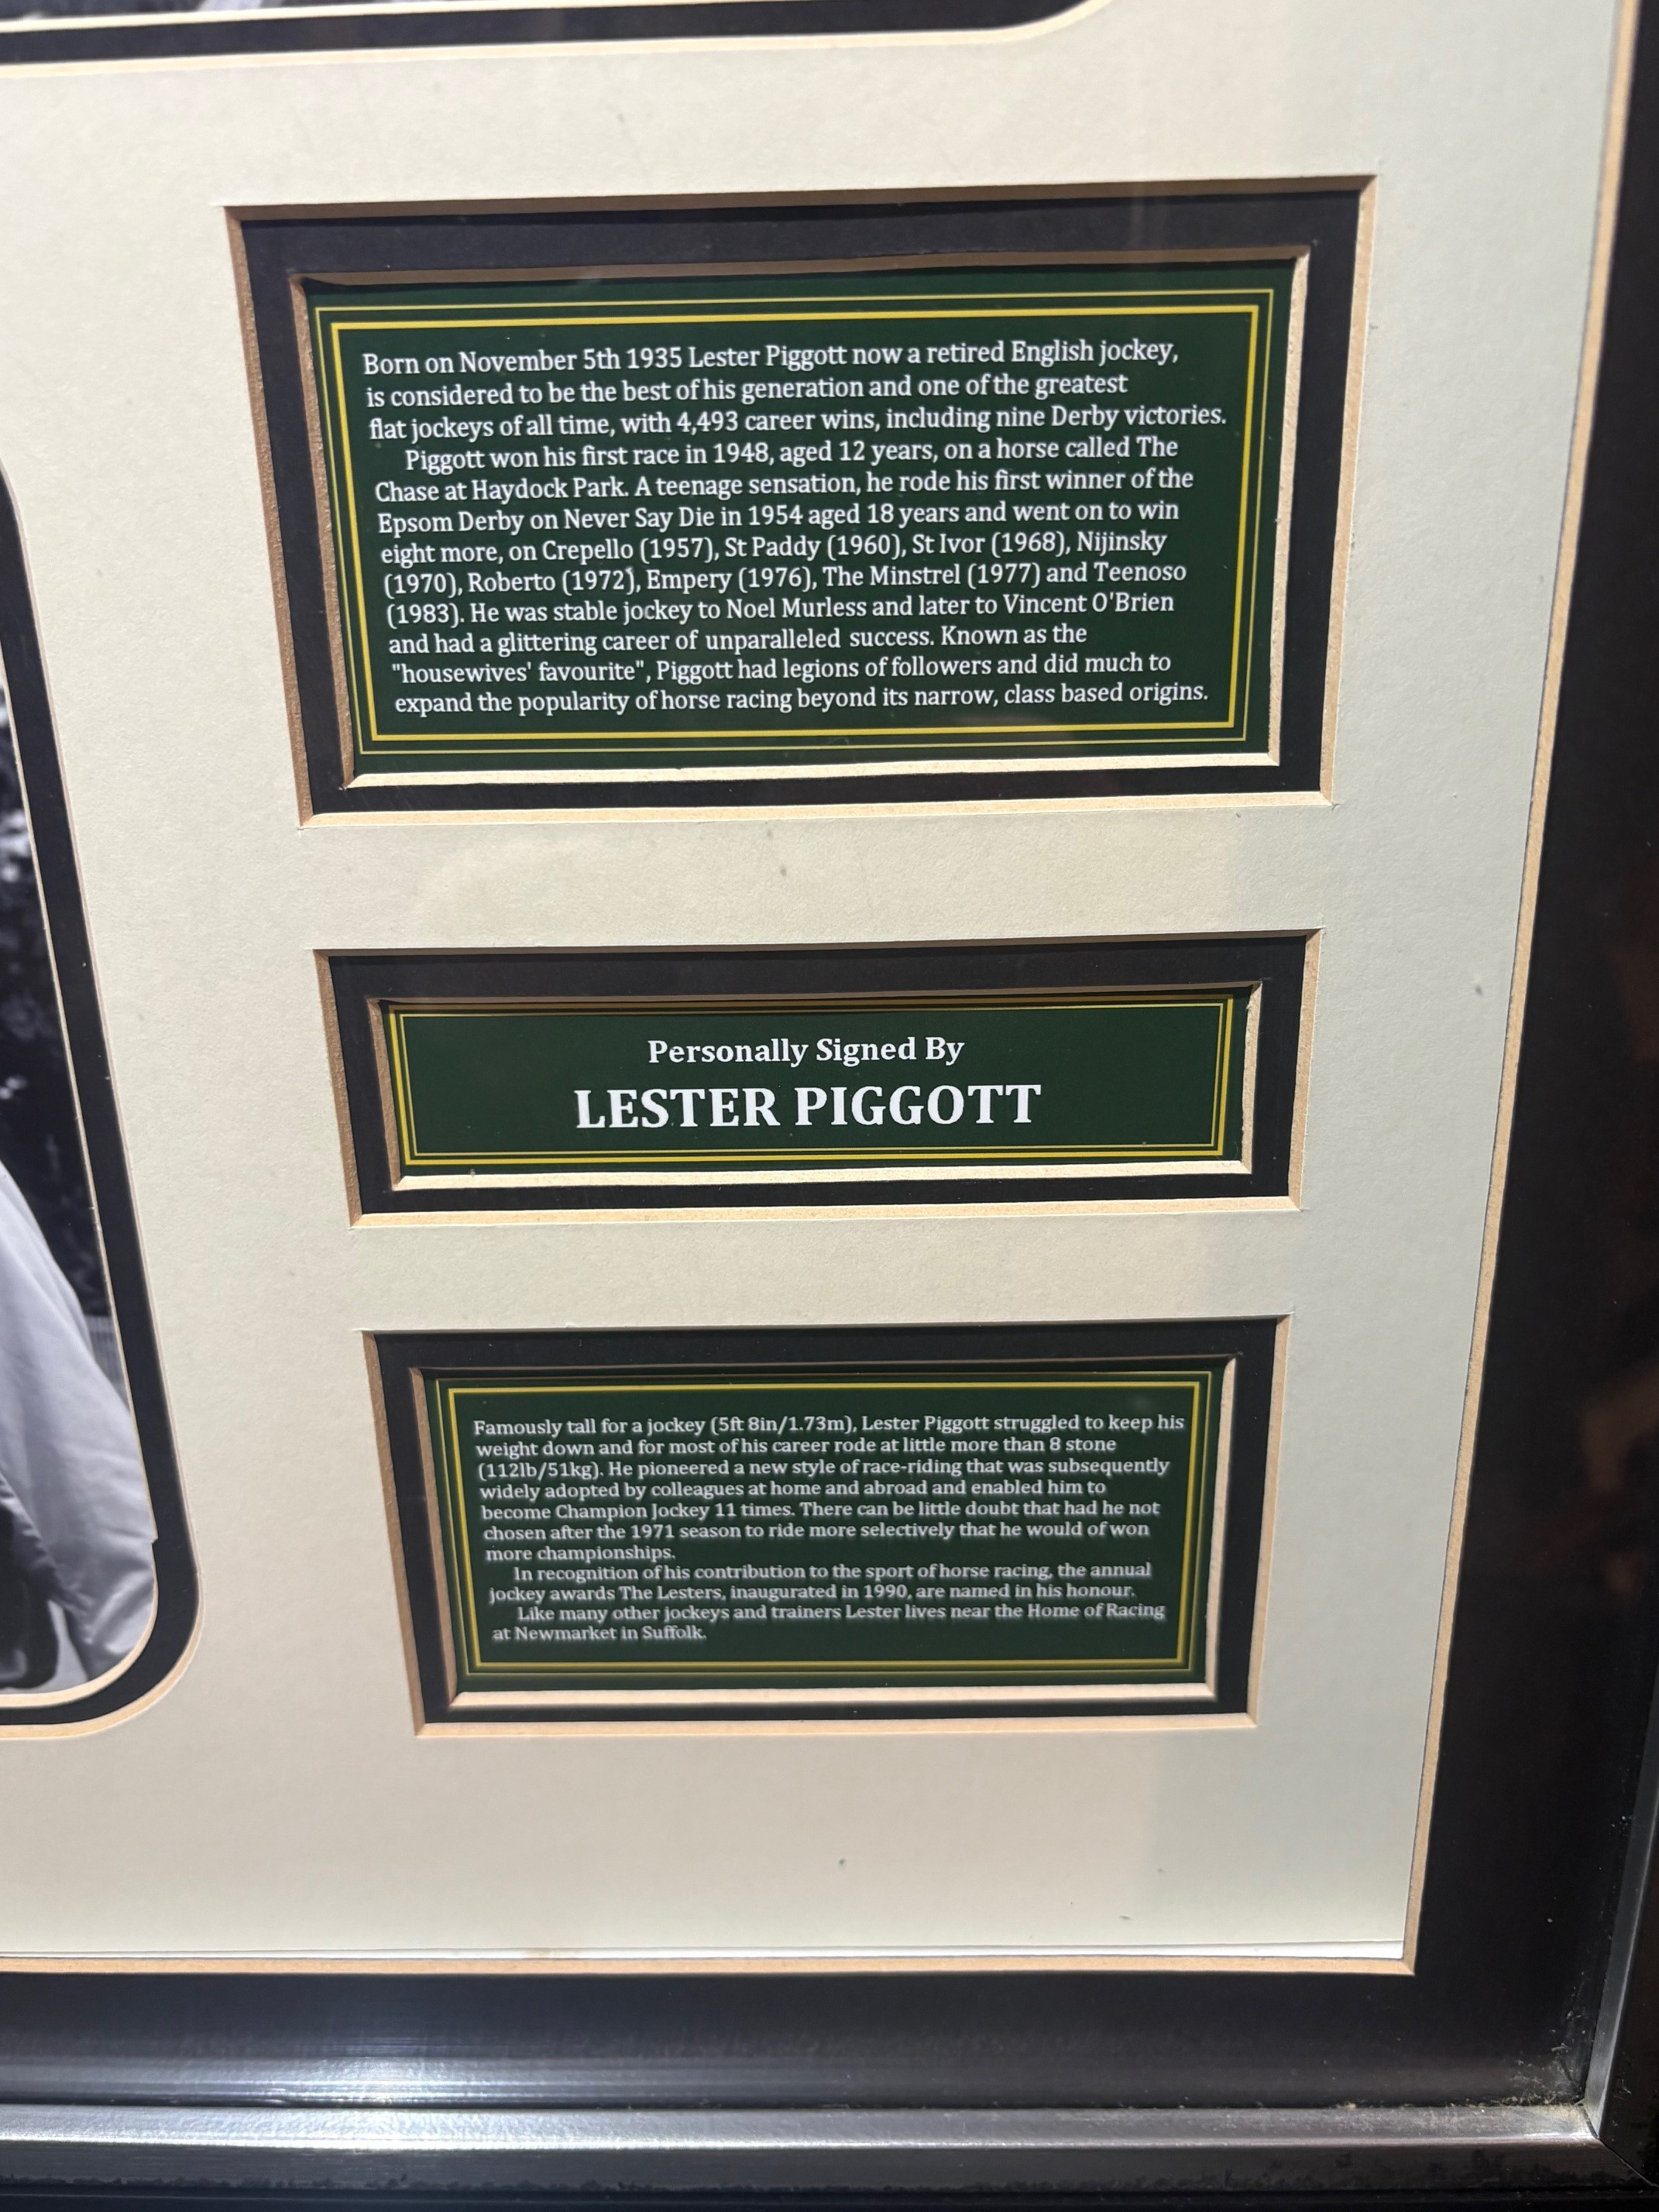 Born on November 5th 1935 Lester Piggott now a retired English jockey,
is considered to be the best of his generation and one of the greatest
flat jockeys of all time, with 4,493 career wins, including nine Derby victories.
Piggott won his first race in 1948, aged 12 years, on a horse called The
Chase at Haydock Park. A teenage sensation, he rode his first winner of the
Epsom Derby on Never Say Die in 1954 aged 18 years and went on to win
eight more, on Crepello (1957), St Paddy (1960), St Ivor (1968), Nijinsky
(1970), Roberto (1972), Empery (1976), The Minstrel (1977) and Teenoso
(1983). He was stable jockey to Noel Murless and later to Vincent O'Brien
and had a glittering career of unparalleled success. Known as the
"housewives' favourite", Piggott had legions of followers and did much to
expand the popularity of horse racing beyond its narrow, class based origins.
Personally Signed By
LESTER PIGGOTT
Famously tall for a jockey (5ft 8in/1.73m), Lester Piggott struggled to keep his
weight down and for most of his career rode at little more than 8 stone
(112lb/51kg). He pioneered a new style of race-riding that was subsequently
widely adopted by colleagues at home and abroad and enabled him to
become Champion Jockey 11 times. There can be little doubt that had he not
chosen after the 1971 season to ride more selectively that he would of won
more championships.
In recognition of his contribution to the sport of horse racing, the annual
jockey awards The Lesters, inaugurated in 1990, are named in his honour.
Like many other jockeys and trainers Lester lives near the Home of Racing
at Newmarket in Suffolk.